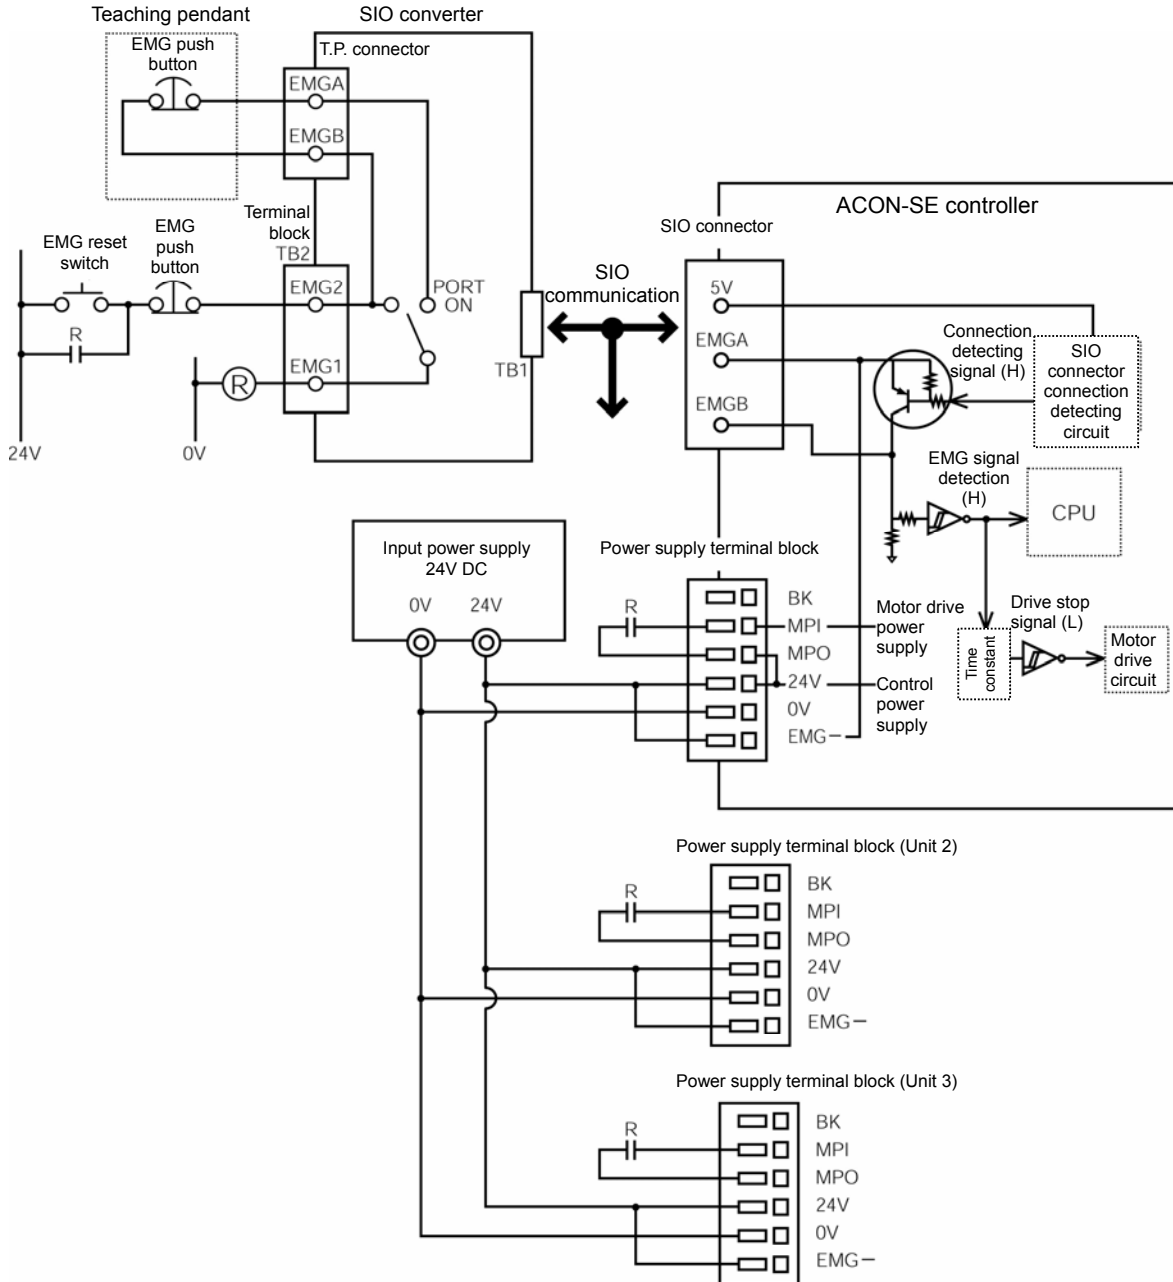 Teaching pendant
SIO converter
EMG push
button
T.P. connector
EMGA
EMGB
Terminal
block
TB2
EMG reset
switch
EMG
push
button
EMG2
PORT
ON
R
EMG1
R
TB1
24V
0V
SIO
communication
ACON-SE controller
SIO connector
5V
EMGA
EMGB
Connection
detecting
signal (H)
SIO
connector
connection
detecting
circuit
EMG signal
detection
(H)
CPU
Input power supply
24V DC
0V
24V
Power supply terminal block
R
BK
MPI
MPO
24V
0V
EMG−
Motor drive
power
supply
Control
power
supply
Time
constant
Drive stop
signal (L)
Motor
drive
circuit
Power supply terminal block (Unit 2)
R
BK
MPI
MPO
24V
0V
EMG−
Power supply terminal block (Unit 3)
R
BK
MPI
MPO
24V
0V
EMG−